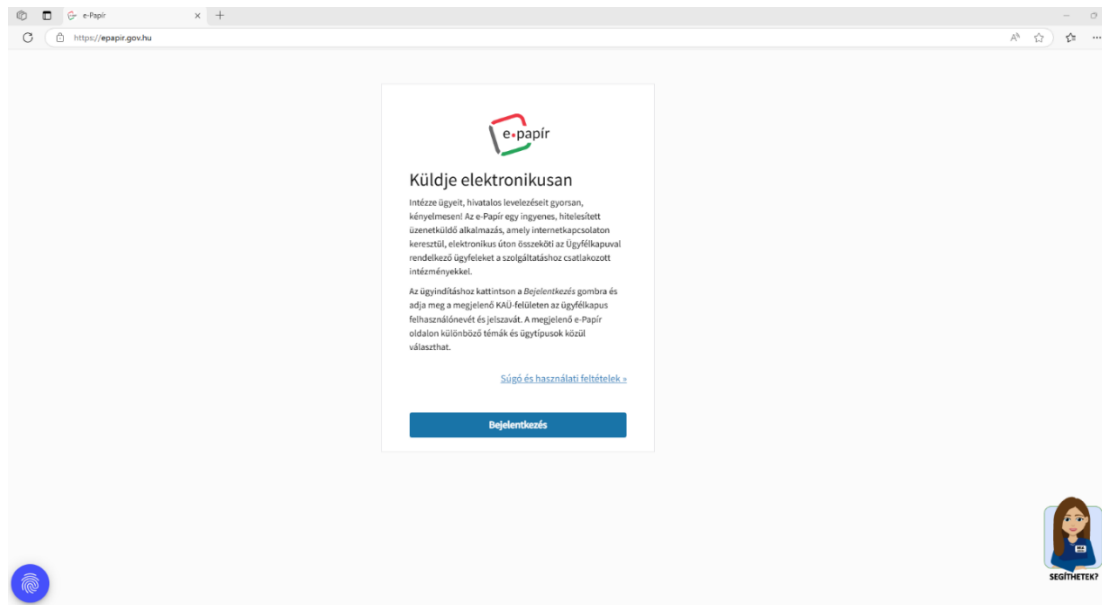 e-Papír
https://epapir.gov.hu
e-papír
Küldje elektronikusan
Intézze ügyeit, hivatalos levelezéseit gyorsan,
kényelmesen! Az e-Papír egy ingyenes, hitelesített
üzenetküldő alkalmazás, amely internetkapcsolaton
keresztül, elektronikus úton összeköti az Ügyfélkapuval
rendelkező ügyfeleket a szolgáltatáshoz csatlakozott
intézményekkel.
Az ügyindításhoz kattintson a Bejelentkezés gombra és
adja meg a megjelenő KAÜ-felületen az ügyfélkapus
felhasználónevét és jelszavát. A megjelenő e-Papír
oldalon különböző témák és ügytípusok közül
választhat.
Súgó és használati feltételek »
Bejelentkezés
SEGÍTHETEK?